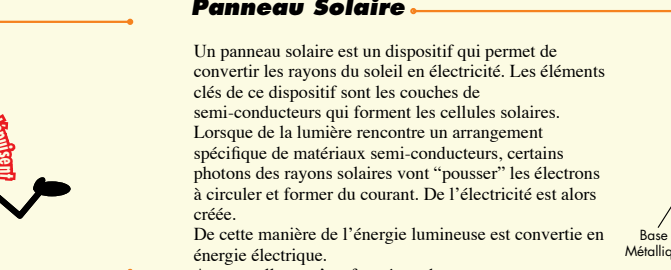 Panneau Solaire
Un panneau solaire est un dispositif qui permet de
convertir les rayons du soleil en électricité. Les éléments
clés de ce dispositif sont les couches de
semi-conducteurs qui forment les cellules solaires.
Lorsque de la lumière rencontre un arrangement
spécifique de matériaux semi-conducteurs, certains
photons des rayons solaires vont “pousser” les électrons
à circuler et former du courant. De l’électricité est alors
créée.
De cette manière de l’énergie lumineuse est convertie en
énergie électrique.
Base